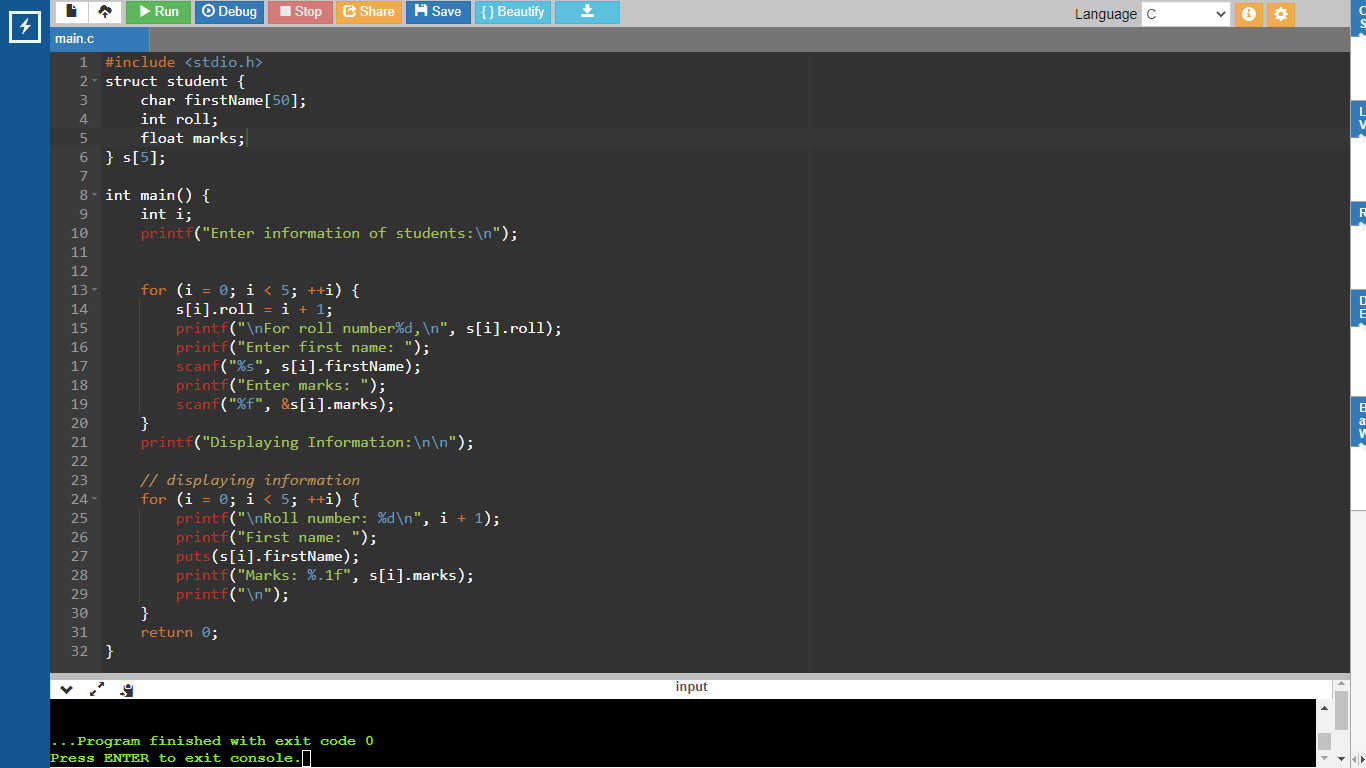 Run Debug Stop Share Save { } Beautify Language C
main.c
1 #include <stdio.h>
2 struct student {
3     char firstName[50];
4     int roll;
5     float marks;
6 } s[5];
7
8 int main() {
9     int i;
10     printf("Enter information of students:\n");
11
12
13     for (i = 0; i < 5; ++i) {
14         s[i].roll = i + 1;
15         printf("\nFor roll number%d,\n", s[i].roll);
16         printf("Enter first name: ");
17         scanf("%s", s[i].firstName);
18         printf("Enter marks: ");
19         scanf("%f", &s[i].marks);
20     }
21     printf("Displaying Information:\n\n");
22
23     // displaying information
24     for (i = 0; i < 5; ++i) {
25         printf("\nRoll number: %d\n", i + 1);
26         printf("First name: ");
27         puts(s[i].firstName);
28         printf("Marks: %.1f", s[i].marks);
29         printf("\n");
30     }
31     return 0;
32 }
input
...Program finished with exit code 0
Press ENTER to exit console.